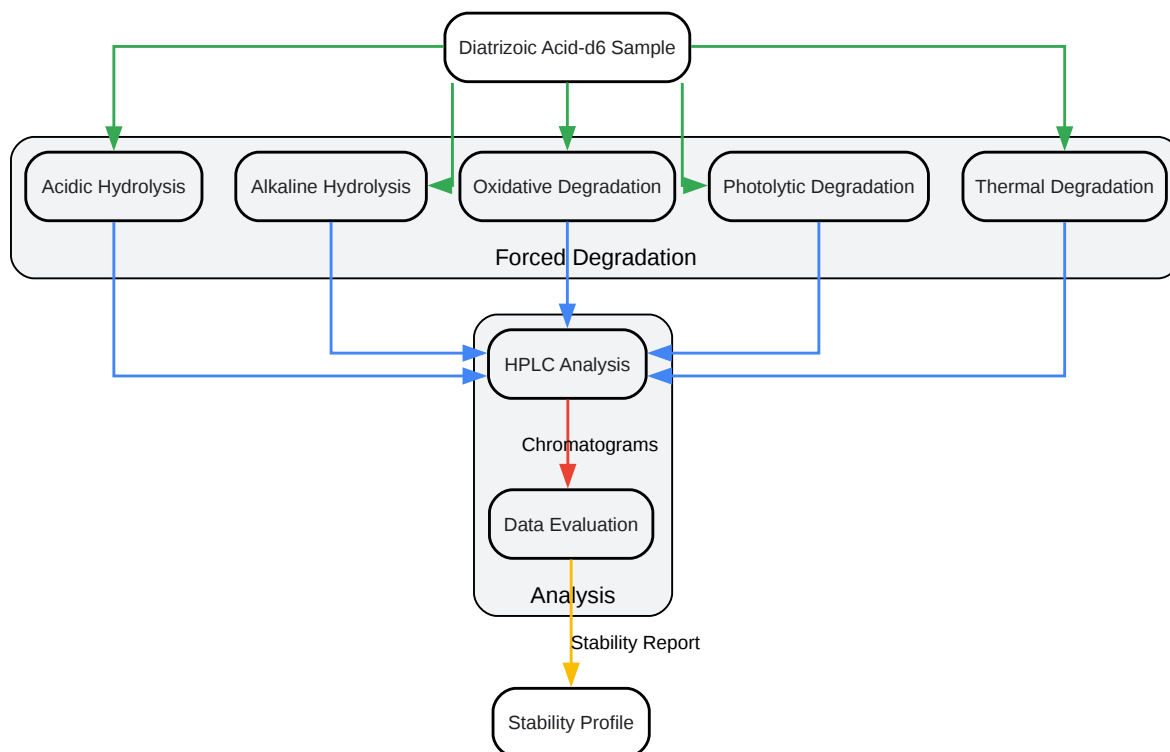 Diatrizoic Acid-d6 Sample
Acidic Hydrolysis
Alkaline Hydrolysis
Oxidative Degradation
Photolytic Degradation
Thermal Degradation
Forced Degradation
HPLC Analysis
Chromatograms
Data Evaluation
Analysis
Stability Report
Stability Profile